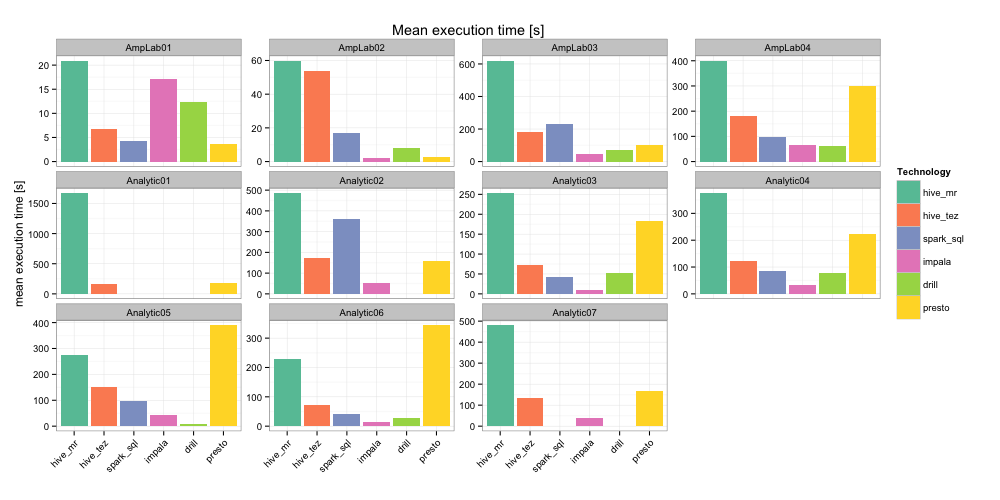 Mean execution time [s]
AmpLab01 AmpLab02 AmpLab03 AmpLab04
20 15 10 5 0
60 40 20 0
600 400 200 0
400 300 200 100 0
Analytic01 Analytic02 Analytic03 Analytic04
1500 1000 500 0
500 400 300 200 100 0
250 200 150 100 50 0
300 200 100 0
Analytic05 Analytic06 Analytic07
400 300 200 100 0
300 200 100 0
500 400 300 200 100 0
hive_mr hive_tez spark_sql impala drill presto
hive_mr hive_tez spark_sql impala drill presto
hive_mr hive_tez spark_sql impala drill presto
mean execution time [s]
Technology
hive_mr
hive_tez
spark_sql
impala
drill
presto